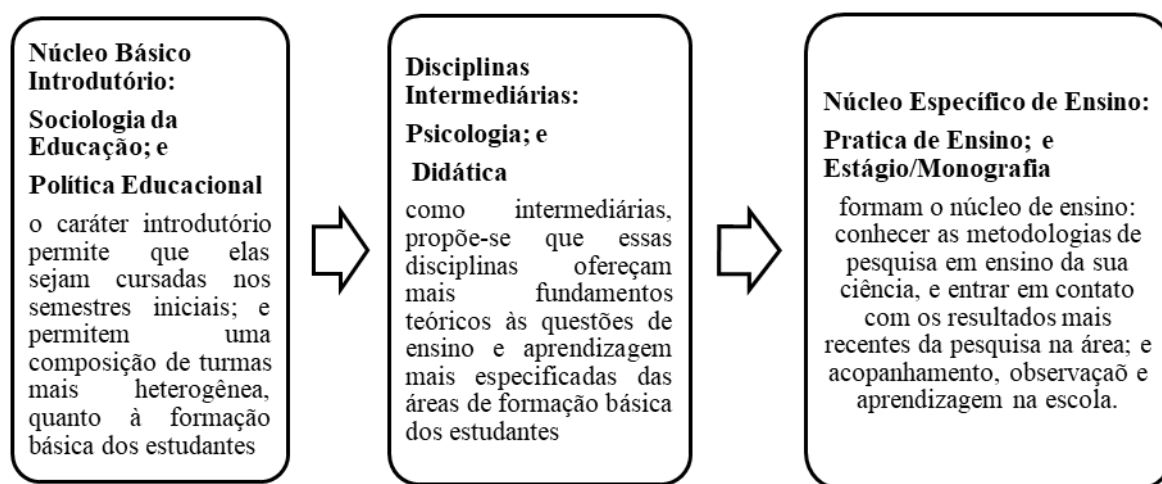 Núcleo Básico
Introdutório:
Sociologia da
Educação; e
Política Educacional
o caráter introdutório
permite que elas
sejam cursadas nos
semestres iniciais; e
permitem uma
composição de turmas
mais heterogênea,
quanto à formação
básica dos estudantes
Disciplinas
Intermediárias:
Psicologia; e
Didática
como intermediárias,
propõe-se que essas
disciplinas ofereçam
mais fundamentos
teóricos às questões de
ensino e aprendizagem
mais especificadas das
áreas de formação básica
dos estudantes
Núcleo Específico de Ensino:
Pratica de Ensino; e
Estágio/Monografia
formam o núcleo de ensino:
conhecer as metodologias de
pesquisa em ensino da sua
ciência, e entrar em contato
com os resultados mais
recentes da pesquisa na área; e
acopanhamento, observaçaõ e
aprendizagem na escola.